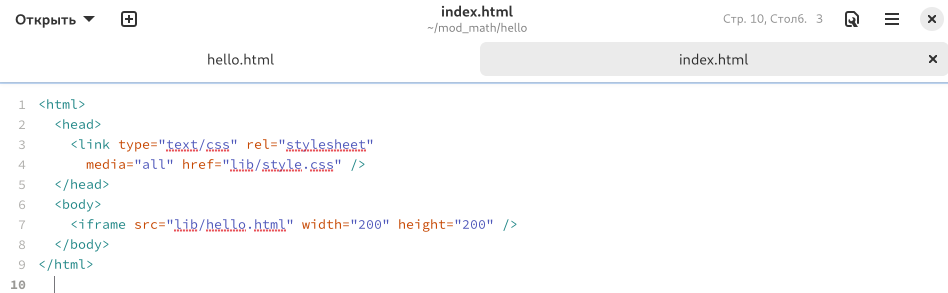 Открыть
index.html
~/mod_math/hello
Стр. 10, Столб. 3
hello.html
index.html
1 <html>
2 <head>
3 <link type="text/css" rel="stylesheet"
4 media="all" href="lib/style.css" />
5 </head>
6 <body>
7 <iframe src="lib/hello.html" width="200" height="200" />
8 </body>
9 </html>
10